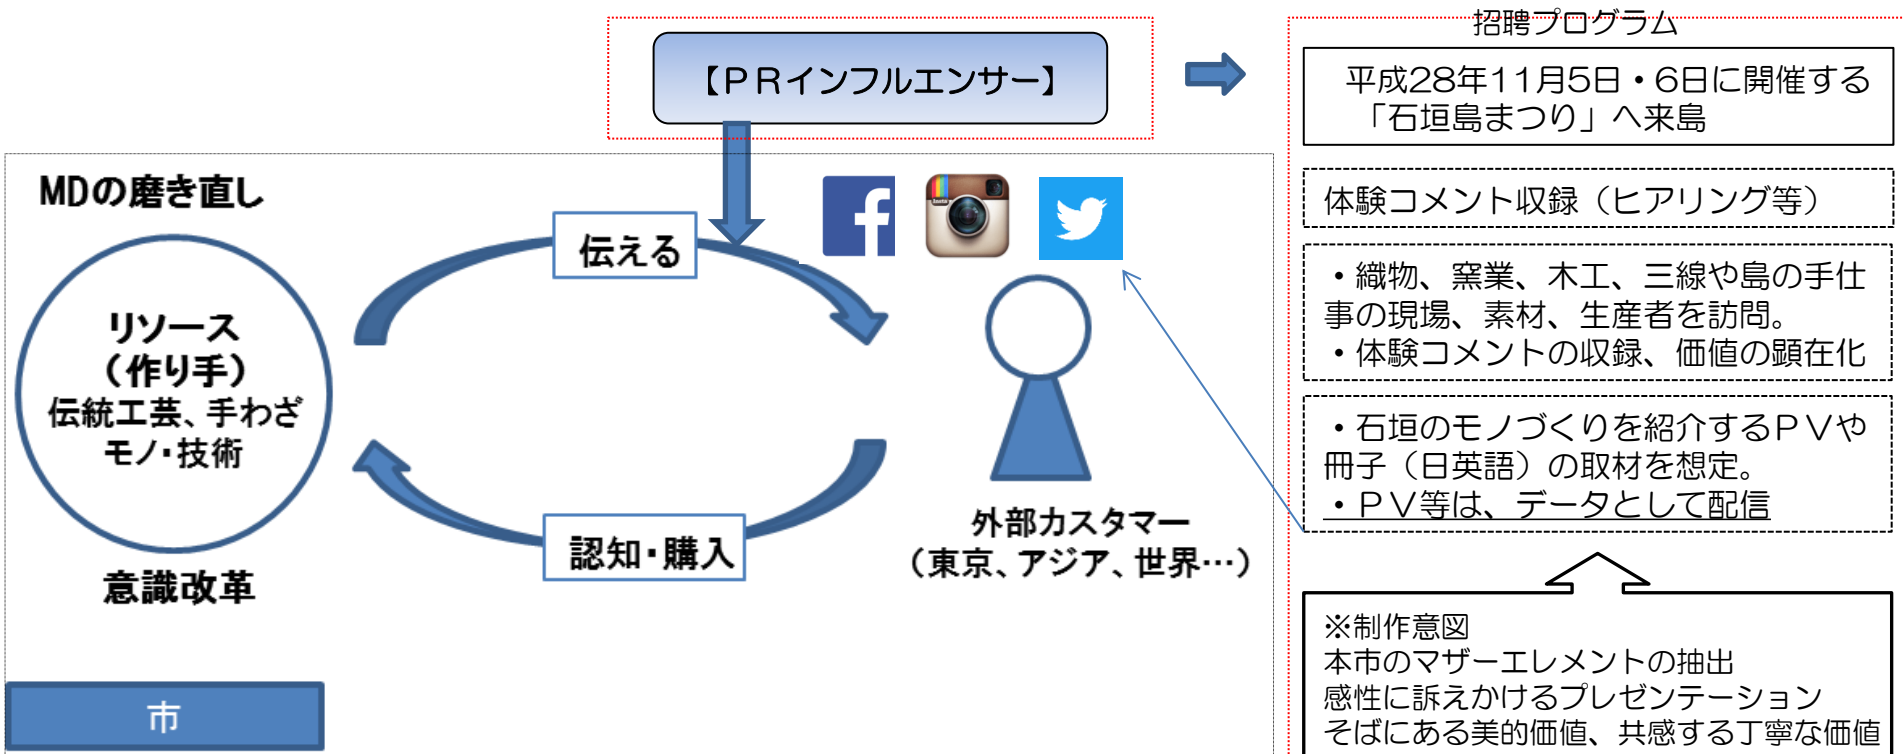 【ＰＲインフルエンサー】
招聘プログラム
平成28年11月5日・6日に開催する
「石垣島まつり」へ来島
体験コメント収録（ヒアリング等）
・織物、窯業、木工、三線や島の手仕
事の現場、素材、生産者を訪問。
・体験コメントの収録、価値の顕在化
・石垣のモノづくりを紹介するＰＶや
冊子（日英語）の取材を想定。
・ＰＶ等は、データとして配信
※制作意図
本市のマザーエレメントの抽出
感性に訴えかけるプレゼンテーション
そばにある美的価値、共感する丁寧な価値
MDの磨き直し
リソース
（作り手）
伝統工芸、手わざ
モノ・技術
意識改革
伝える
認知・購入
Insta
外部カスタマー
（東京、アジア、世界…）
市